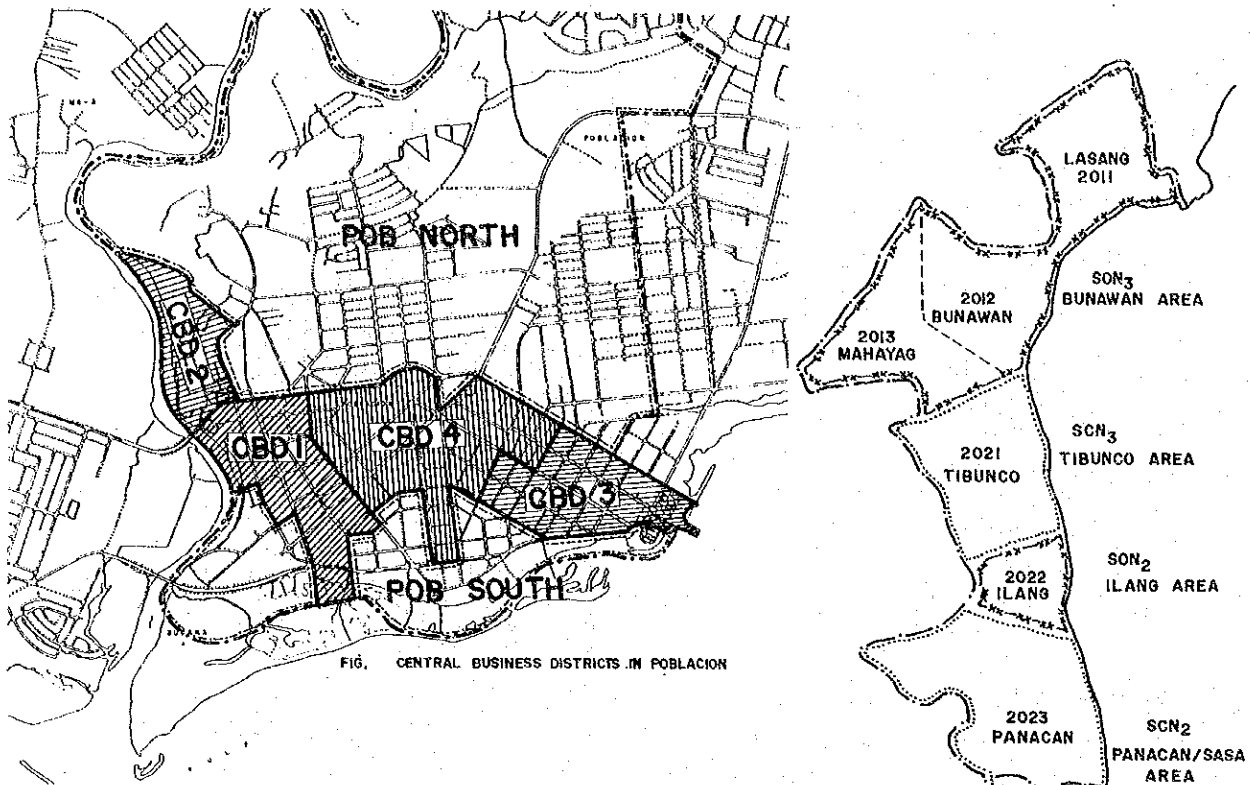 MA-A
POBLACION
POB NORTH
CBD 2
CBD 1
CBD 4
CBD 3
POB SOUTH
FIG. CENTRAL BUSINESS DISTRICTS IN POBLACION
LASANG
2011
SON3
BUNAWAN AREA
2012
BUNAWAN
2013
MAHAYAG
SCN3
TIBUNCO AREA
2021
TIBUNCO
SON2
ILANG AREA
2022
ILANG
2023
PANACAN
SCN2
PANACAN/SASA
AREA